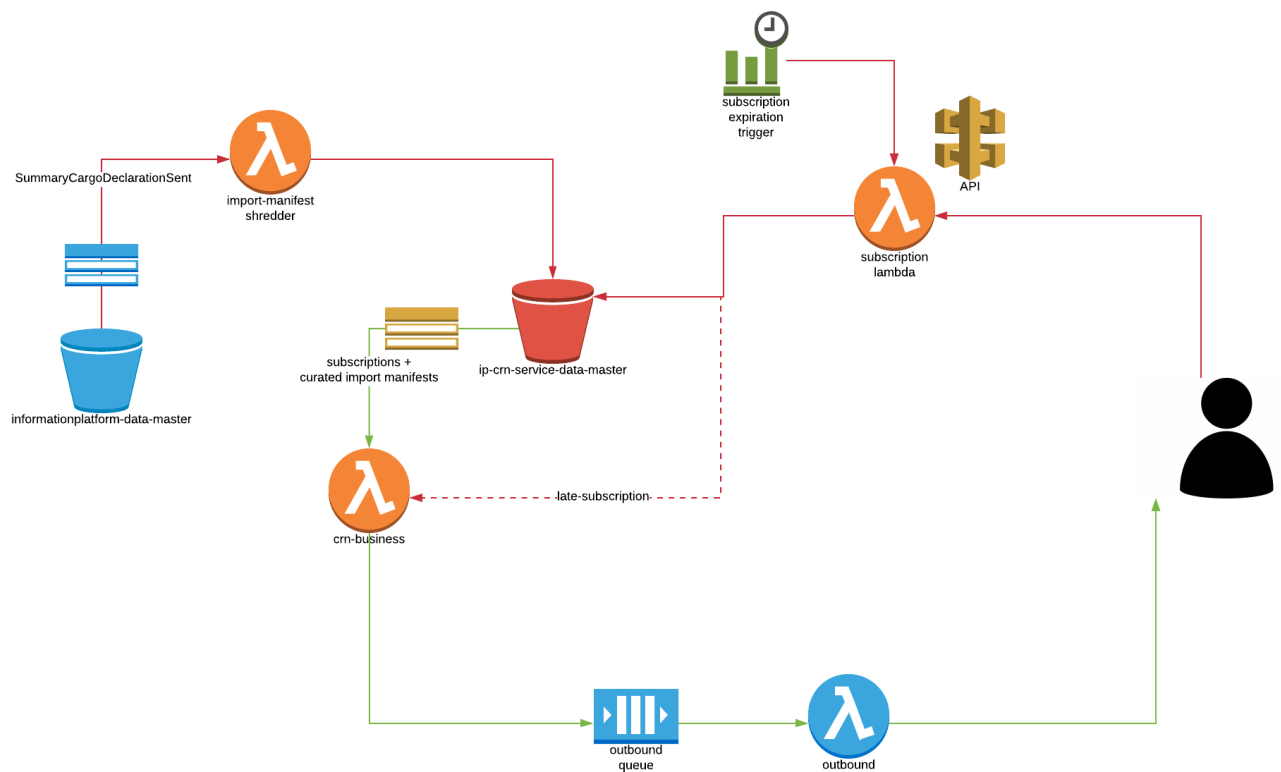 subscription
expiration
trigger
SummaryCargoDeclarationSent
API
import-manifest
shredder
subscription
lambda
subscriptions +
curated import manifests
ip-crn-service-data-master
informationplatform-data-master
late-subscription
crn-business
outbound
queue
outbound